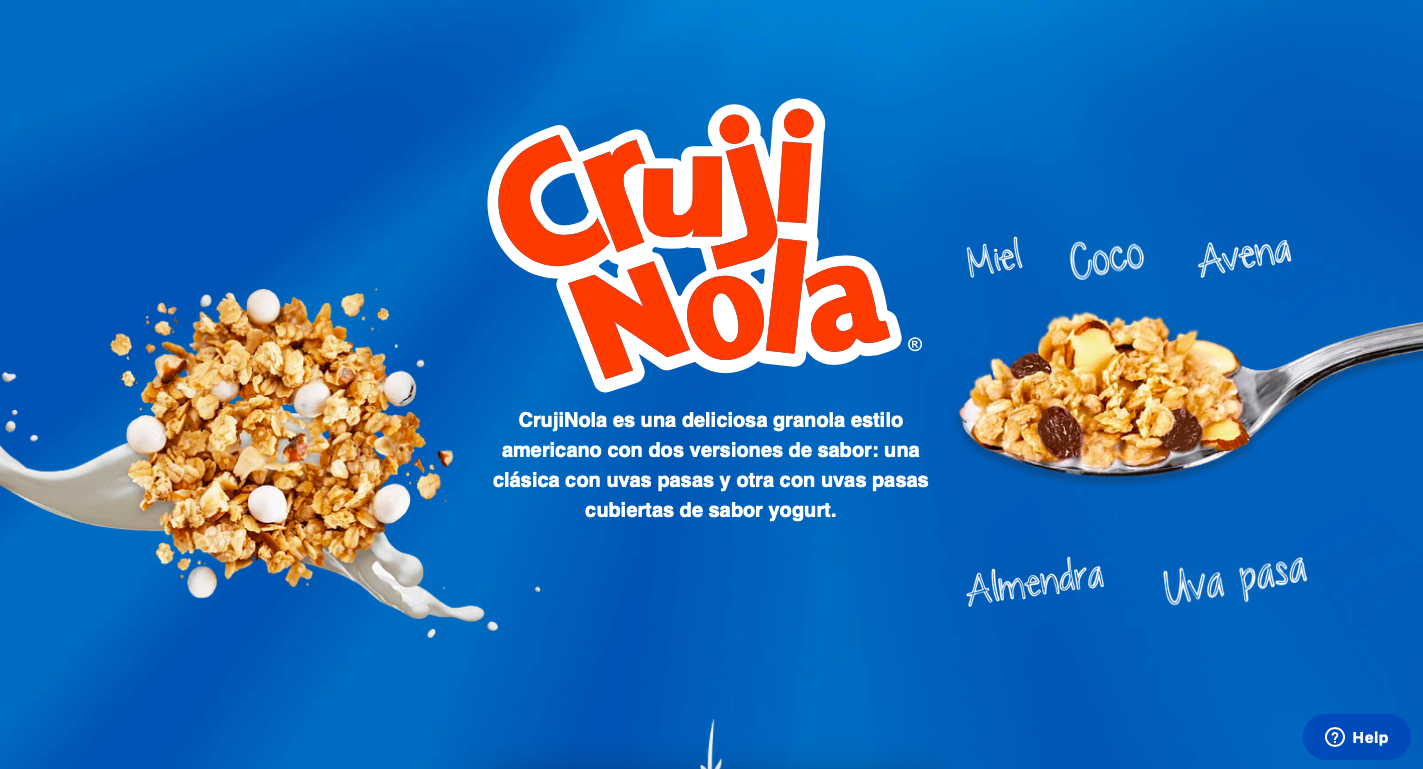 Cruji
Nola
®
CrujiNola es una deliciosa granola estilo
americano con dos versiones de sabor: una
clásica con uvas pasas y otra con uvas pasas
cubiertas de sabor yogurt.
Miel Coco Avena
Almendra Uva pasa
Help